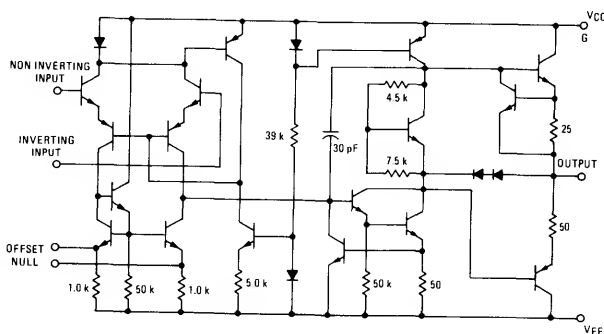 VCC
G
NON INVERTING
INPUT
4.5 k
39 k
30 pF
25
INVERTING
INPUT
7.5 k
OUTPUT
50
OFFSET
NULL
1.0 k
50 k
1.0 k
5.0 k
50 k
50
VEE